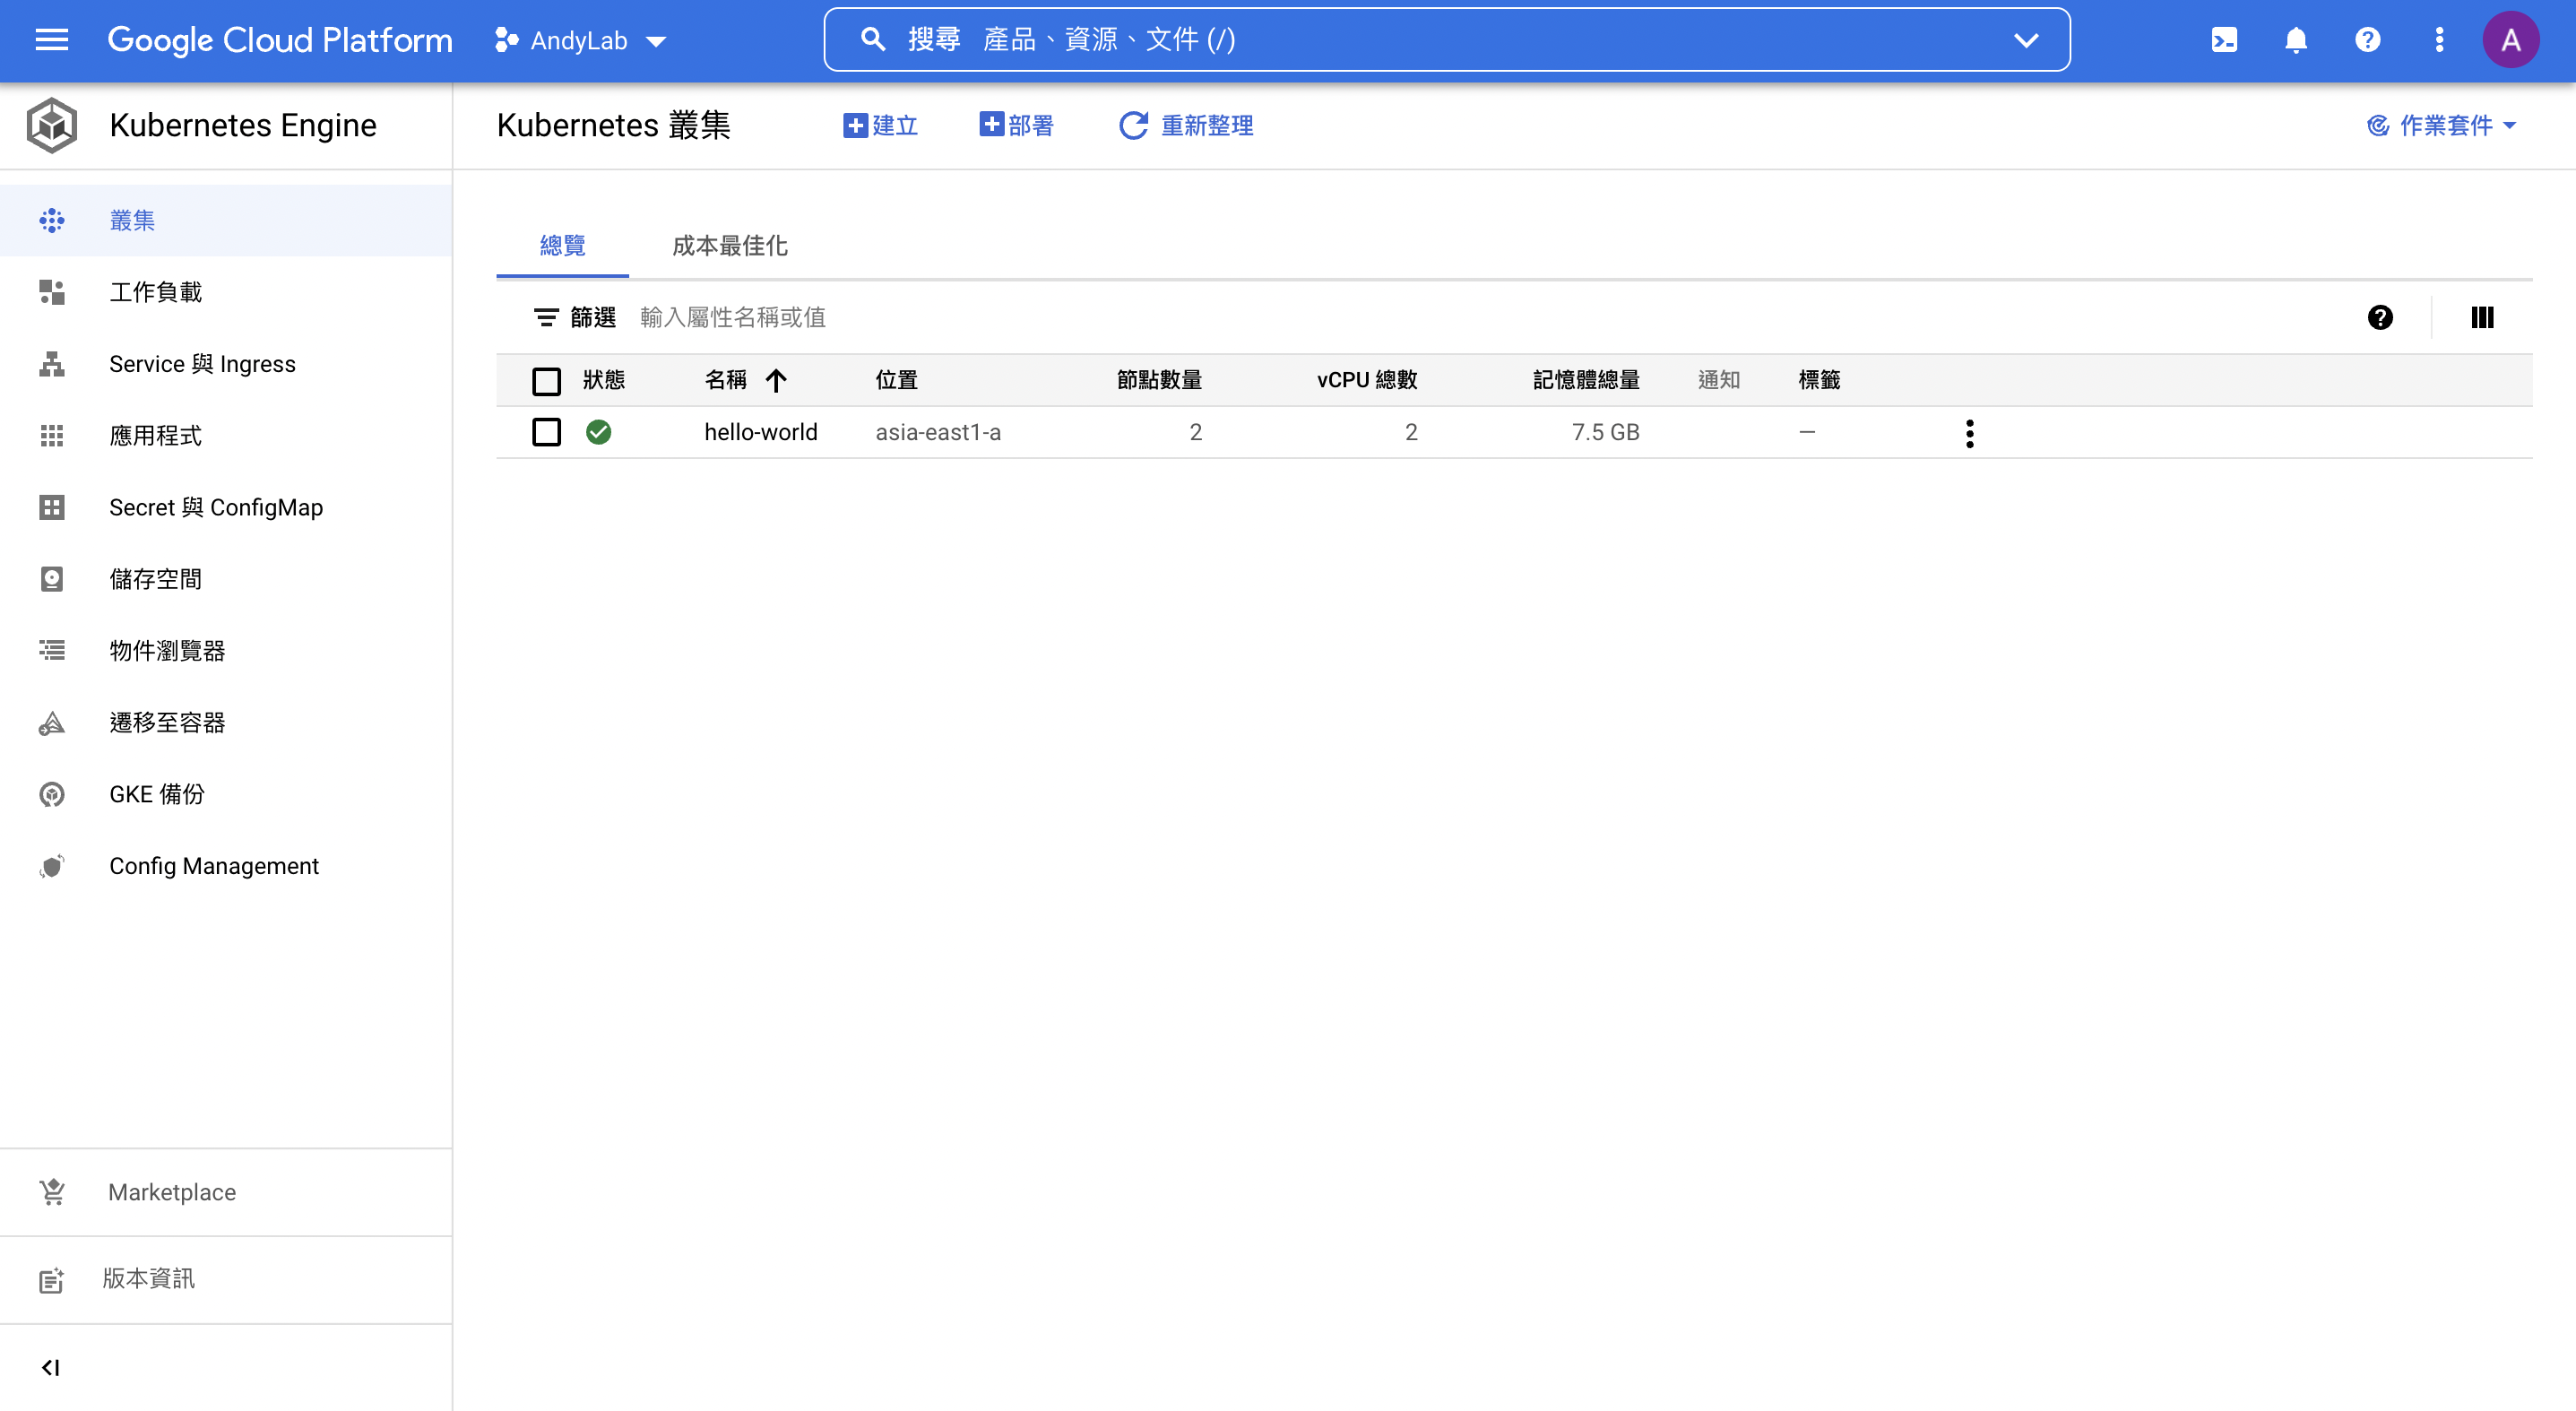 Google Cloud Platform AndyLab 搜尋 產品、資源、文件 (/) A
Kubernetes Engine
叢集
工作負載
Service 與 Ingress
應用程式
Secret 與 ConfigMap
儲存空間
物件瀏覽器
遷移至容器
GKE 備份
Config Management
Marketplace
版本資訊
Kubernetes 叢集 建立 部署 重新整理 作業套件
總覽 成本最佳化
篩選 輸入屬性名稱或值
狀態 名稱 位置 節點數量 vCPU 總數 記憶體總量 通知 標籤
hello-world asia-east1-a 2 2 7.5 GB —